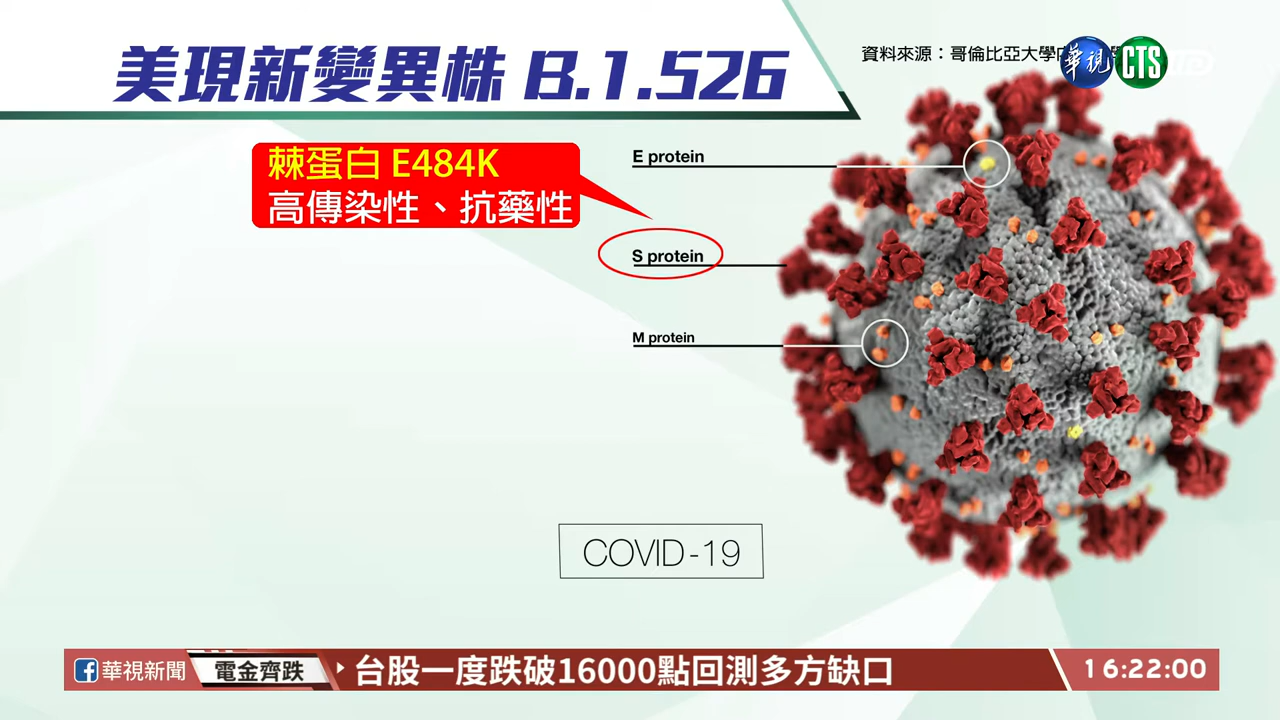 美現新變異株 B.1.526
資料來源：哥倫比亞大學
華視 CTS
棘蛋白 E484K
高傳染性、抗藥性
E protein
S protein
M protein
COVID-19
華視新聞 電金齊跌 台股一度跌破16000點回測多方缺口 16:22:00